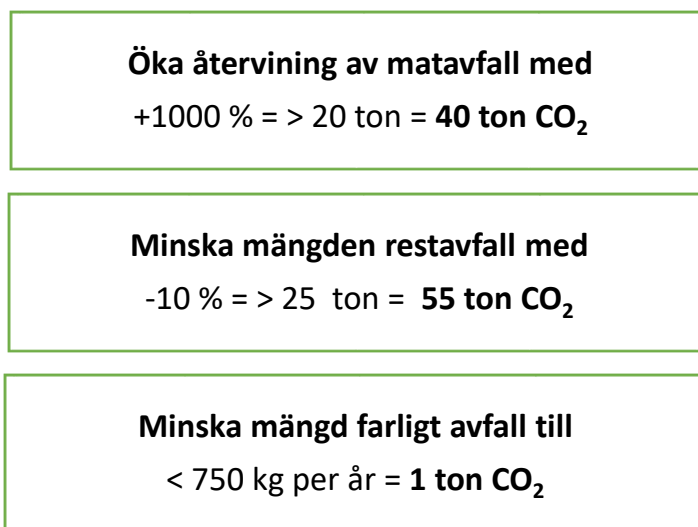 Öka återvining av matavfall med
+1000 % = > 20 ton = 40 ton CO₂
Minska mängden restavfall med
-10 % = > 25 ton = 55 ton CO₂
Minska mängd farligt avfall till
< 750 kg per år = 1 ton CO₂